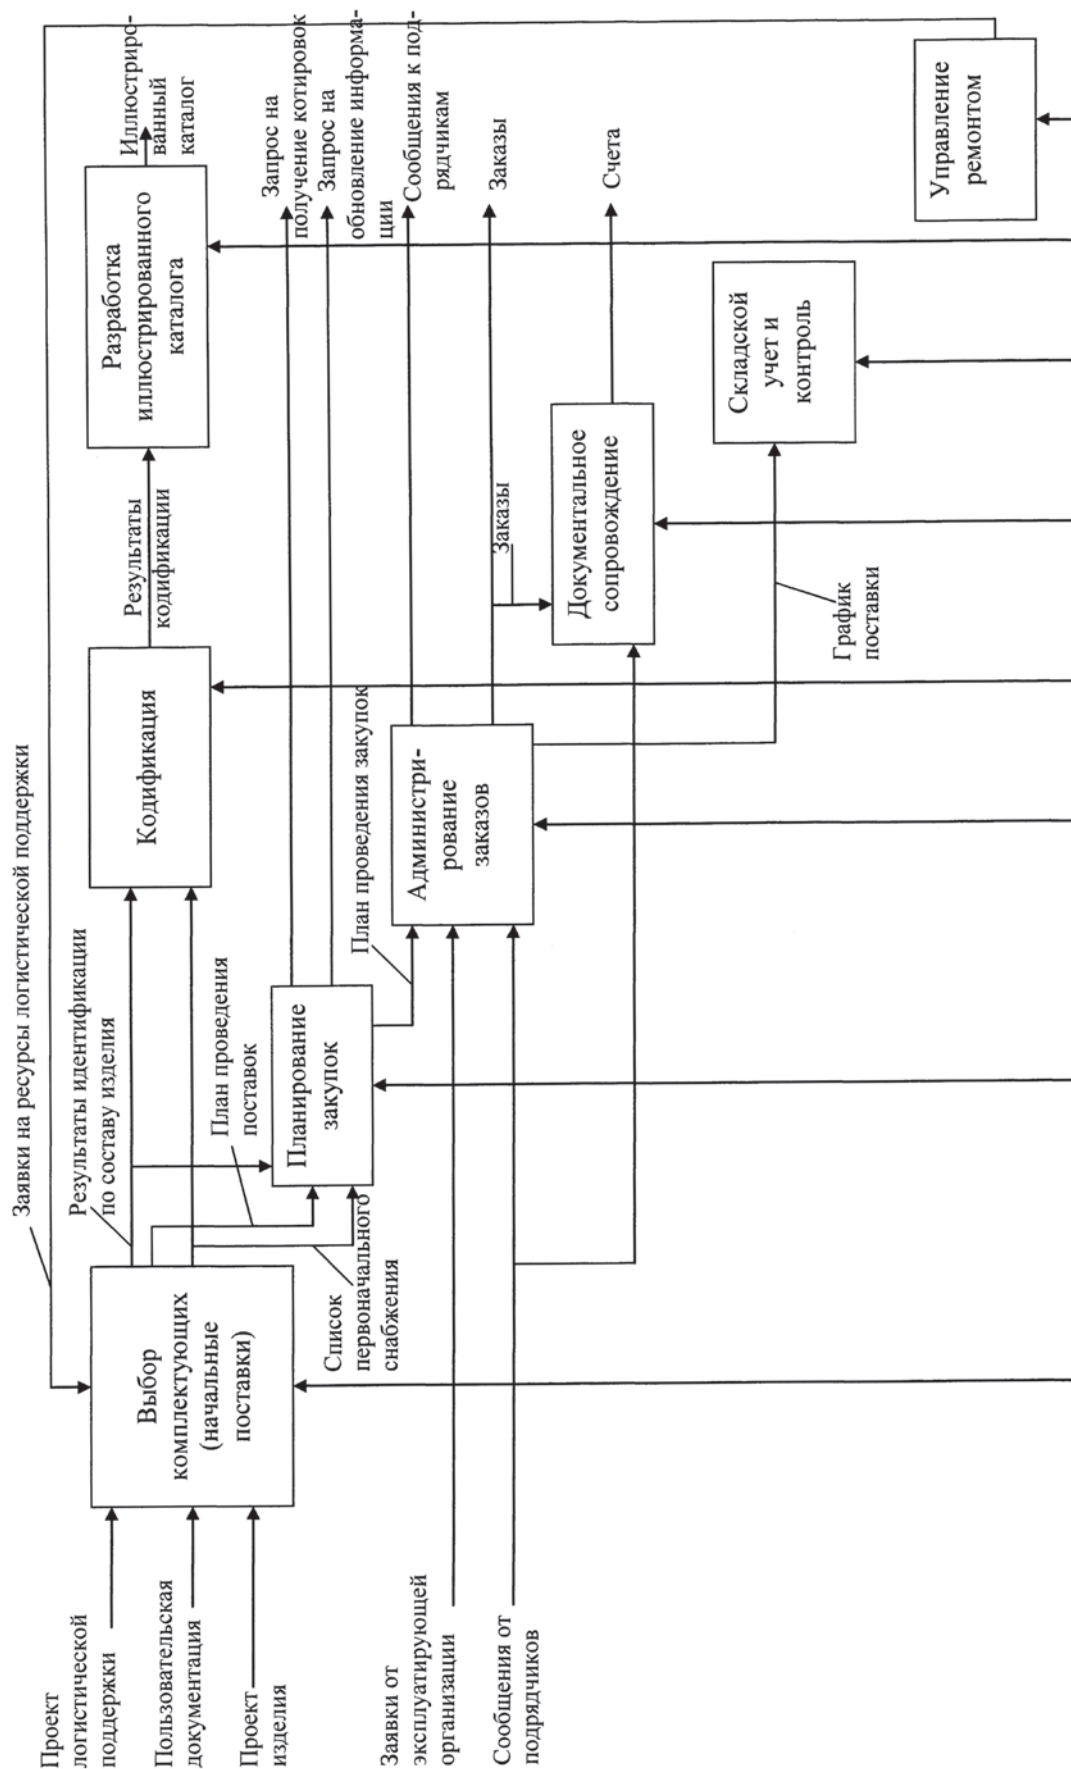 Заявки на ресурсы логистической поддержки
Проект
логистической
поддержки
Пользовательская
документация
Проект
изделия
Выбор
комплектующих
(начальные
поставки)
Результаты идентификации
по составу изделия
Кодификация
Результаты
кодификации
Разработка
иллюстрированного
каталога
Иллюстриро-
ванный
каталог
План проведения
поставок
Список
первоначального
снабжения
Планирование
закупок
Запрос на
получение котировок
Запрос на
обновление информа-
ции
План проведения закупок
Заявки от
эксплуатирующей
организации
Сообщения от
подрядчиков
Администри-
рование
заказов
Сообщения к под-
рядчикам
Заказы
Заказы
Документальное
сопровождение
Счета
График
поставки
Складской
учет и
контроль
Управление
ремонтом